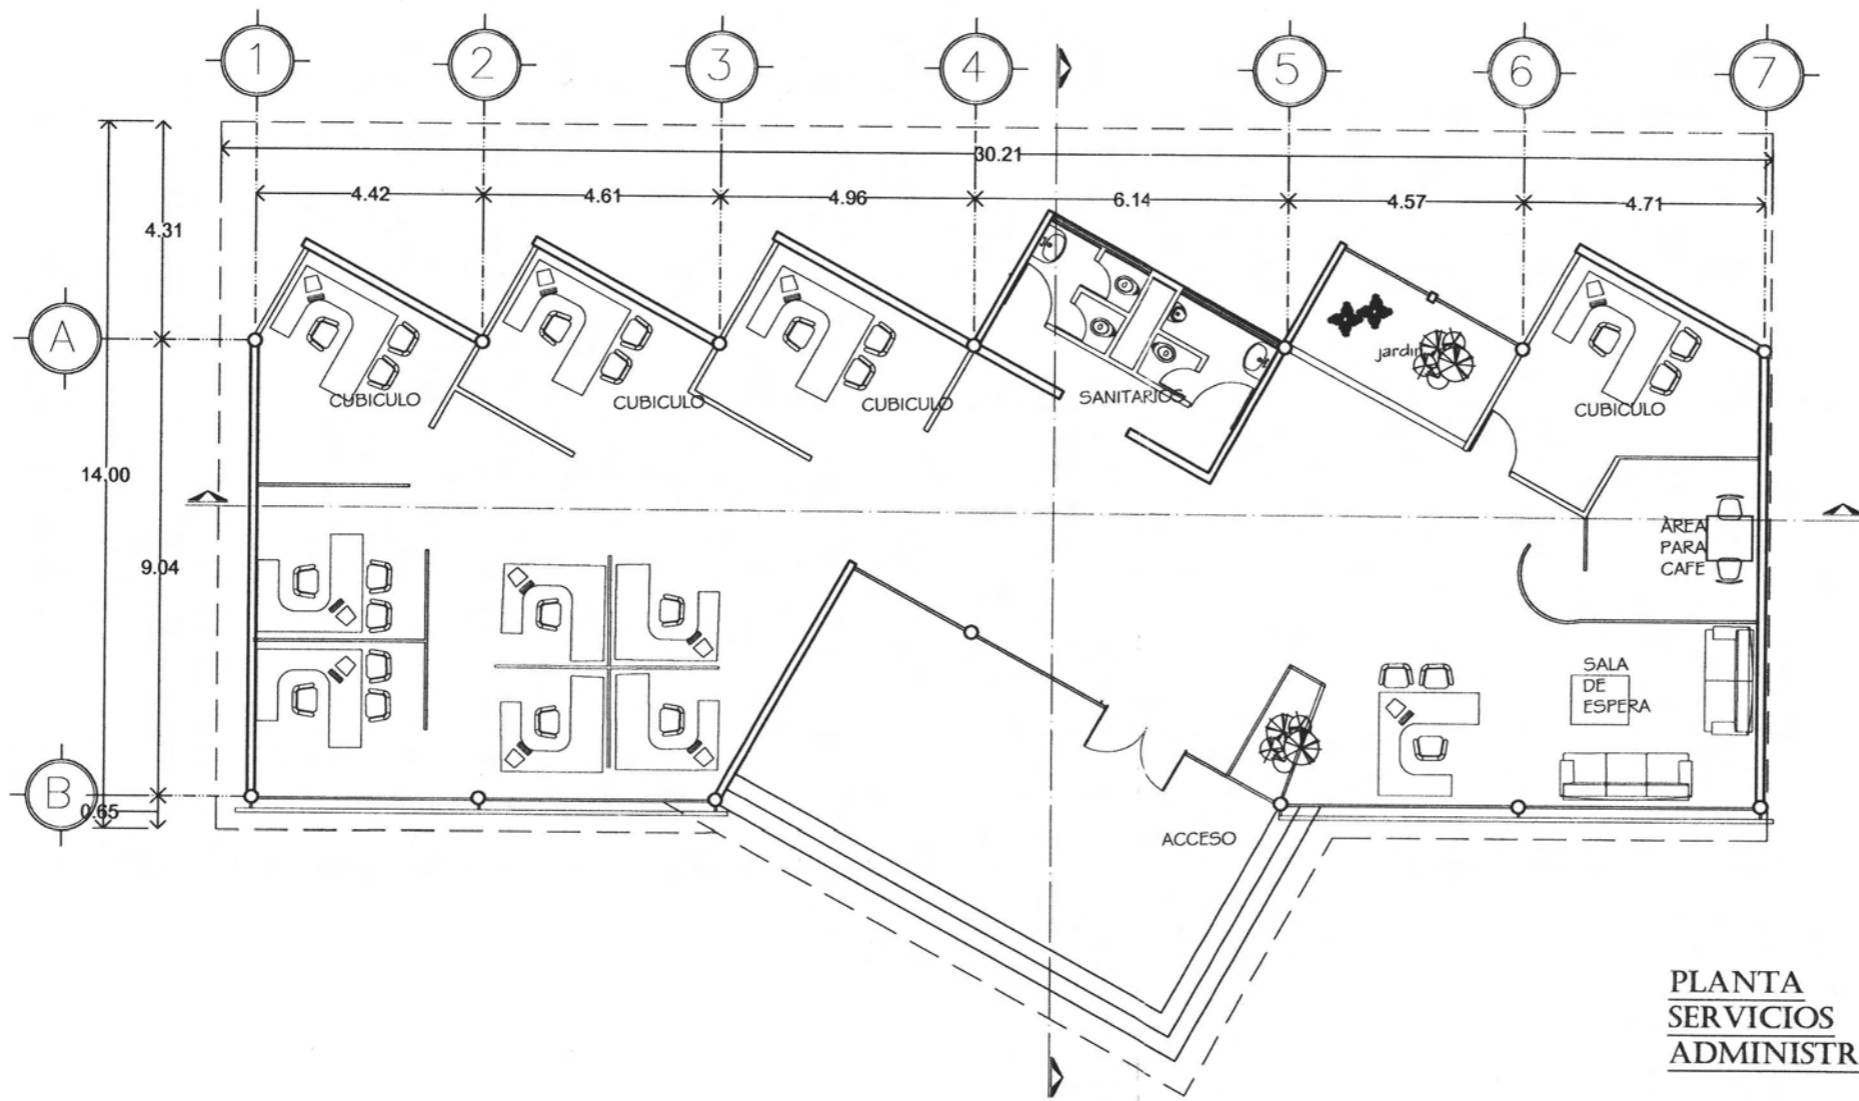 1 2 3 4 5 6 7
30.21
4.42 4.61 4.96 6.14 4.57 4.71
4.31
A
jardin
CUBICULO CUBICULO CUBICULO SANITARIOS CUBICULO
14.00
9.04
ÀREA
PARA
CAFE
SALA
DE
ESPERA
B
0.65
ACCESO
PLANTA
SERVICIOS
ADMINISTR